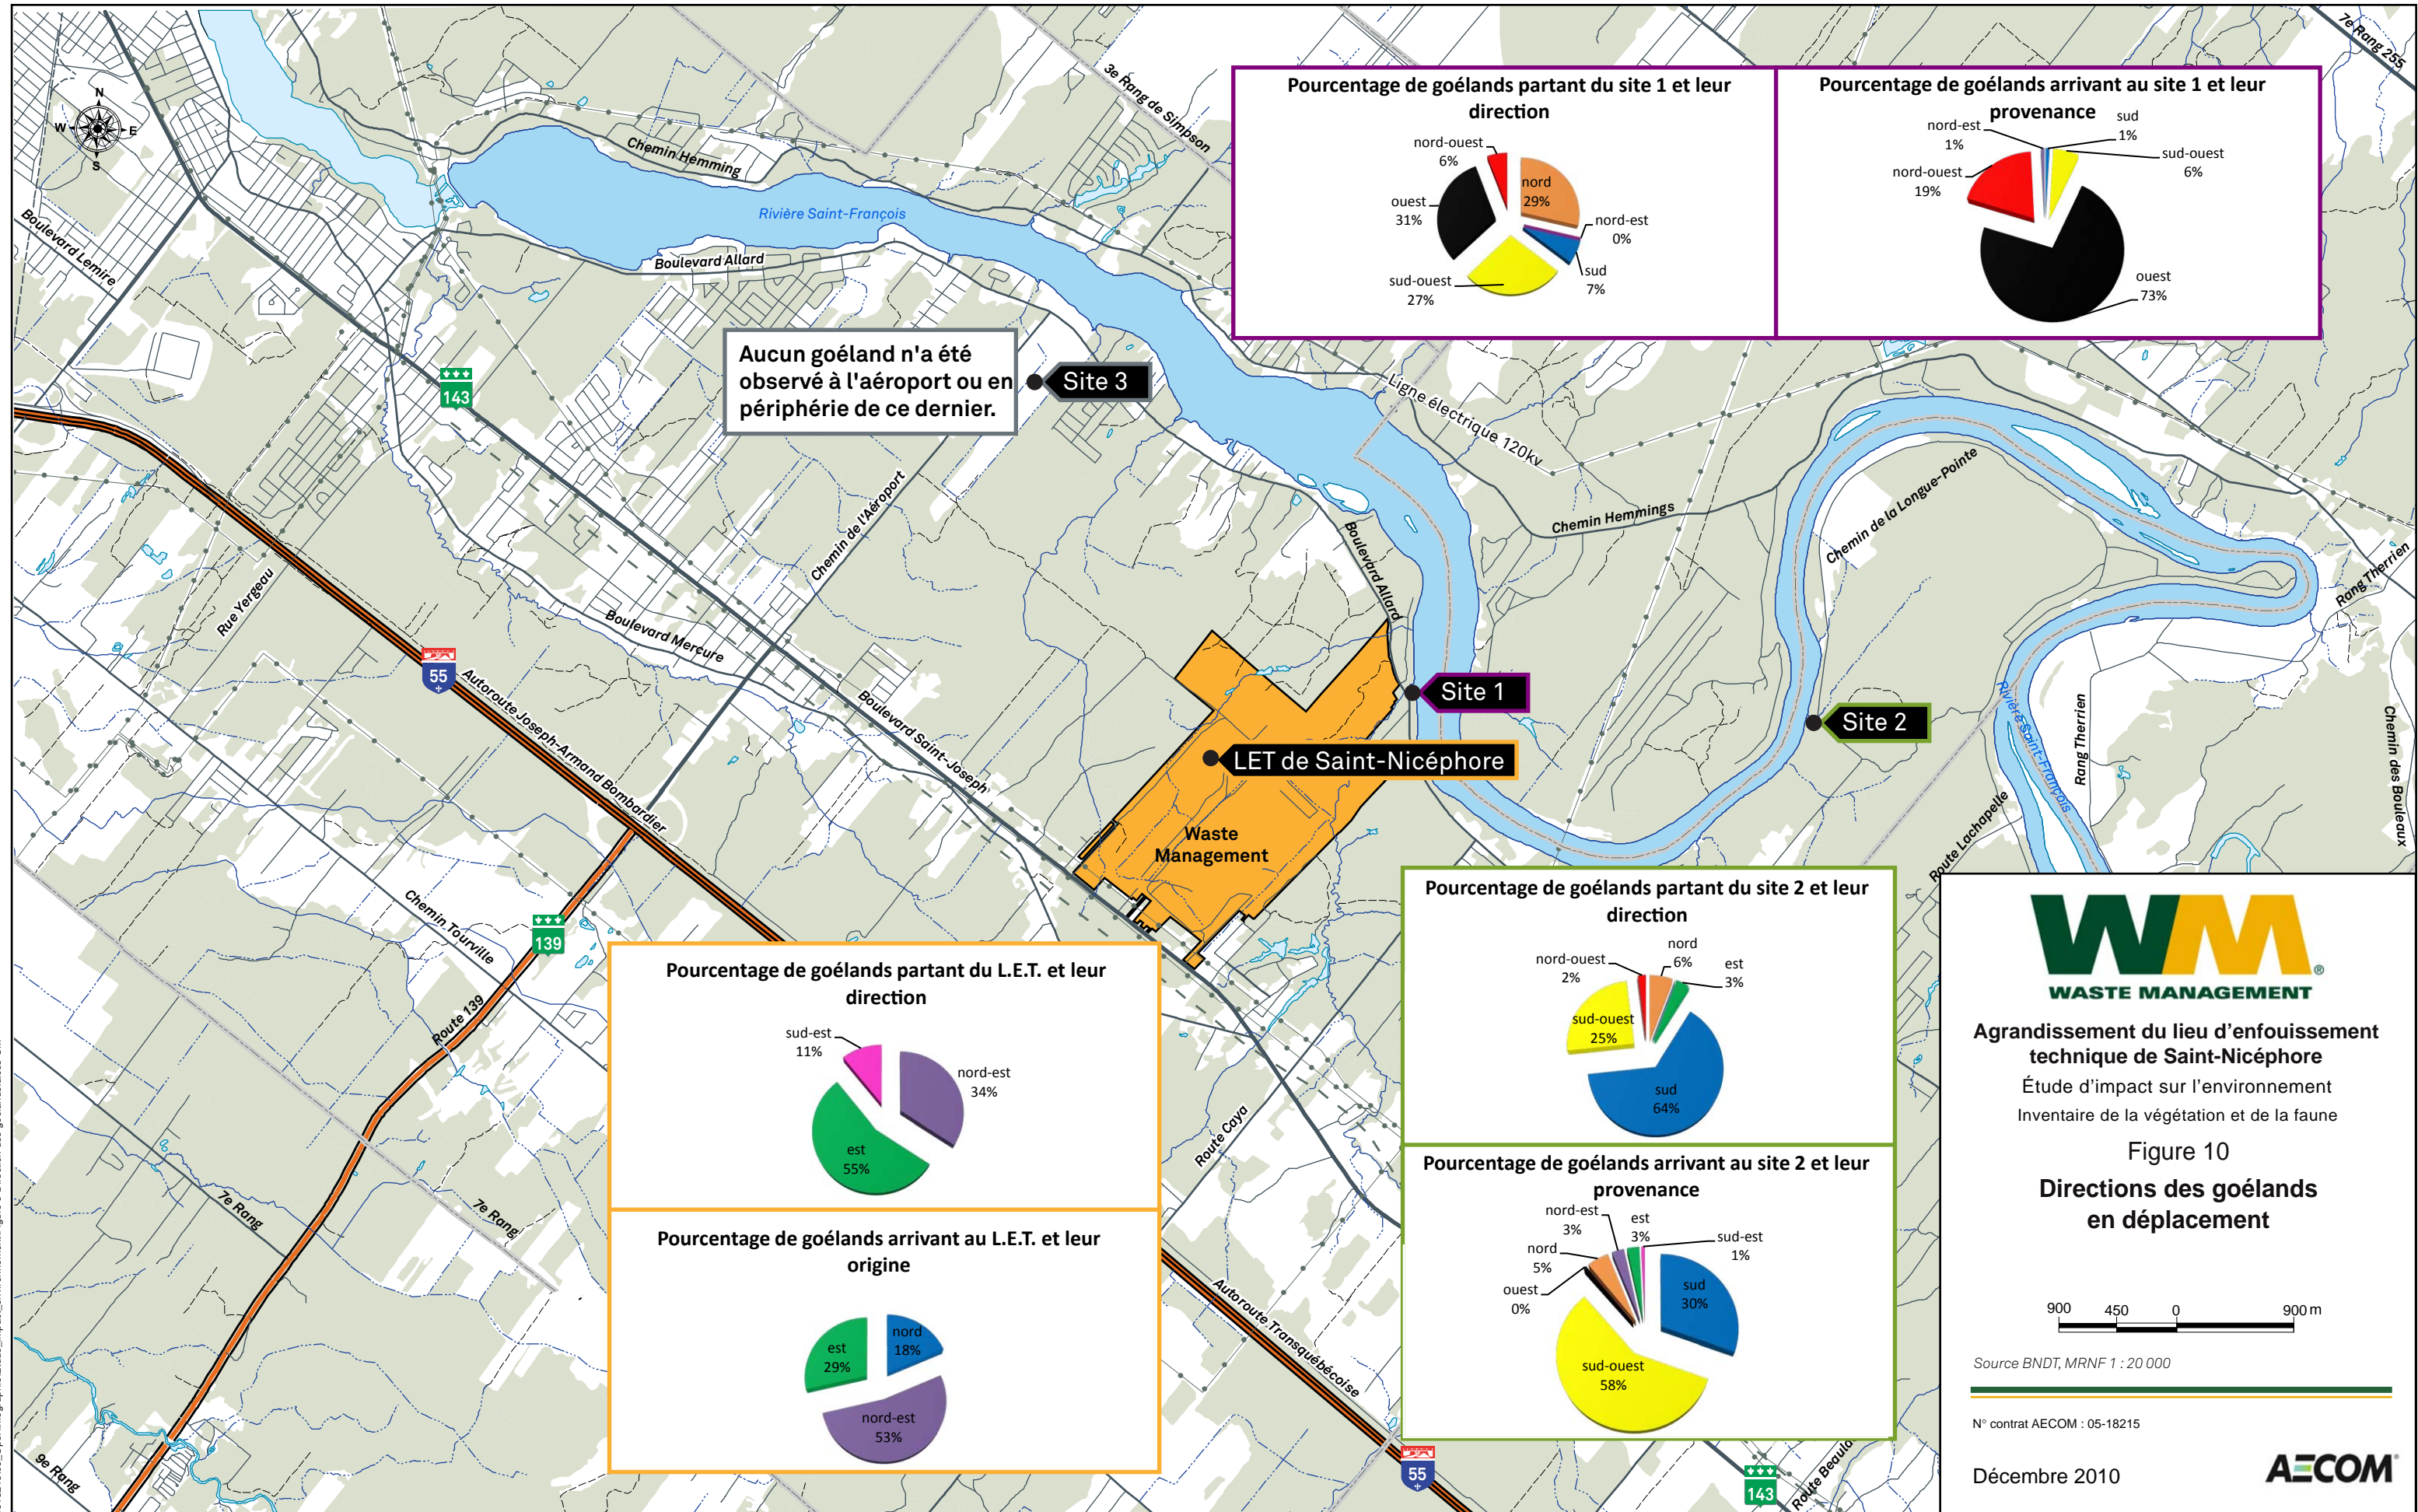 7e Rang 255
3e Rang de Simpson
N
W
E
S
Chemin Hemming
Rivière Saint-François
Boulevard Allard
Boulevard Lemire
Pourcentage de goélands partant du site 1 et leur
direction
nord-ouest
6%
nord
29%
ouest
31%
nord-est
0%
sud
7%
sud-ouest
27%
Pourcentage de goélands arrivant au site 1 et leur
provenance
nord-est
1%
sud
1%
sud-ouest
6%
nord-ouest
19%
ouest
73%
Aucun goéland n'a été
observé à l'aéroport ou en
périphérie de ce dernier.
Site 3
143
Ligne électrique 120kv
Chemin de l'Aéroport
Chemin Hemmings
Chemin de la Longue-Pointe
Boulevard Allard
Rang Therrien
Rue Yergeau
Boulevard Mercure
55
Autoroute Joseph-Armand Bombardier
Boulevard Saint-Joseph
Site 1
Site 2
LET de Saint-Nicéphore
Waste
Management
Rivière Saint-François
Rang Therrien
Chemin des Bouleaux
Route Lachapelle
Chemin Tourville
139
Route 139
7e Rang
7e Rang
9e Rang
Route Caya
Autoroute Transquébécoise
55
143
Pourcentage de goélands partant du L.E.T. et leur
direction
sud-est
11%
nord-est
34%
est
55%
Pourcentage de goélands arrivant au L.E.T. et leur
origine
nord
18%
est
29%
nord-est
53%
Pourcentage de goélands partant du site 2 et leur
direction
nord
6%
nord-ouest
2%
est
3%
sud-ouest
25%
sud
64%
Pourcentage de goélands arrivant au site 2 et leur
provenance
nord-est
3%
est
3%
sud-est
1%
nord
5%
ouest
0%
sud
30%
sud-ouest
58%
WM
®
WASTE MANAGEMENT
Agrandissement du lieu d’enfouissement
technique de Saint-Nicéphore
Étude d’impact sur l’environnement
Inventaire de la végétation et de la faune
Figure 10
Directions des goélands
en déplacement
900 450 0 900 m
Source BNDT, MRNF 1 : 20 000
N° contrat AECOM : 05-18215
Décembre 2010
AECOM